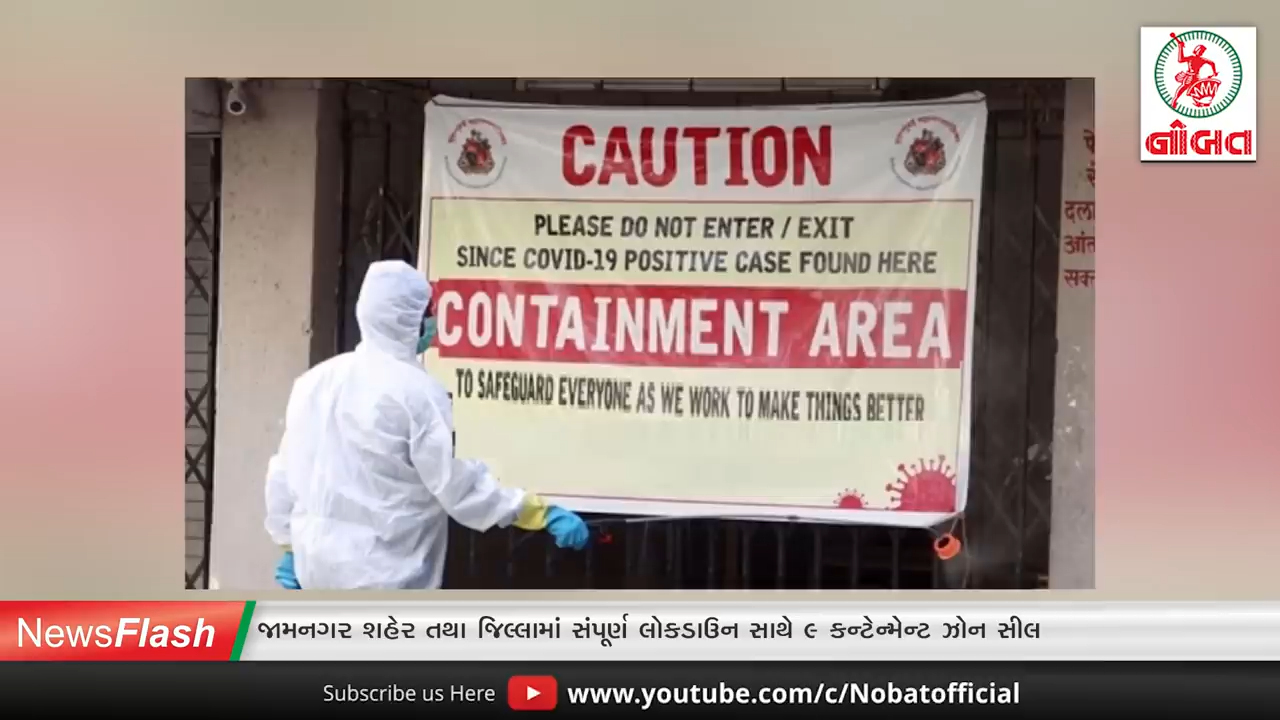 નોબત
CAUTION
PLEASE DO NOT ENTER / EXIT
SINCE COVID-19 POSITIVE CASE FOUND HERE
CONTAINMENT AREA
TO SAFEGUARD EVERYONE AS WE WORK TO MAKE THINGS BETTER
दला
आंत
सक्
NewsFlash
જામનગર શહેર તથા જિલ્લામાં સંપૂર્ણ લોકડાઉન સાથે ૯ કન્ટેન્મેન્ટ ઝોન સીલ
Subscribe us Here
www.youtube.com/c/Nobatofficial